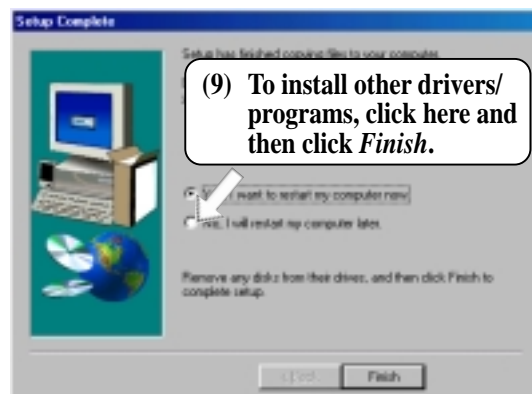 Setup Complete
Setup has finished copying files to your computer.
(9) To install other drivers/
programs, click here and
then click Finish.
I want to restart my computer now.
No, I will restart my computer later.
Remove any disks from their drives, and then click Finish to
complete setup.
Finish